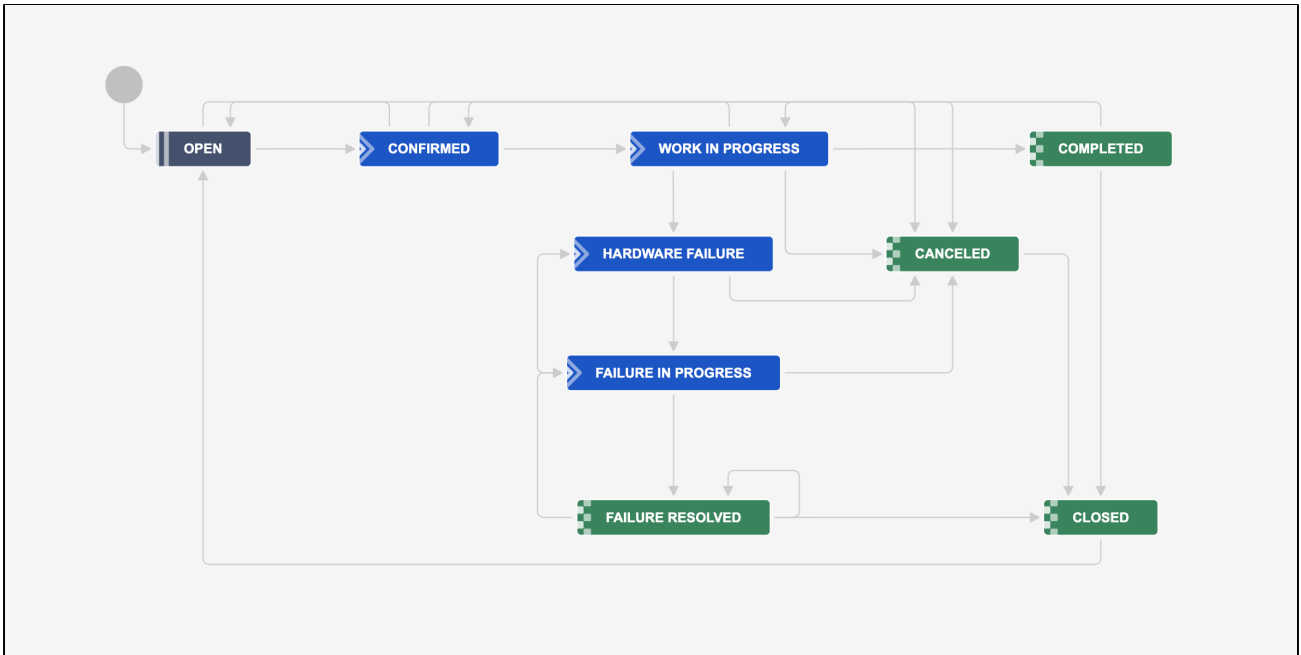 OPEN
CONFIRMED
WORK IN PROGRESS
COMPLETED
HARDWARE FAILURE
CANCELED
FAILURE IN PROGRESS
FAILURE RESOLVED
CLOSED